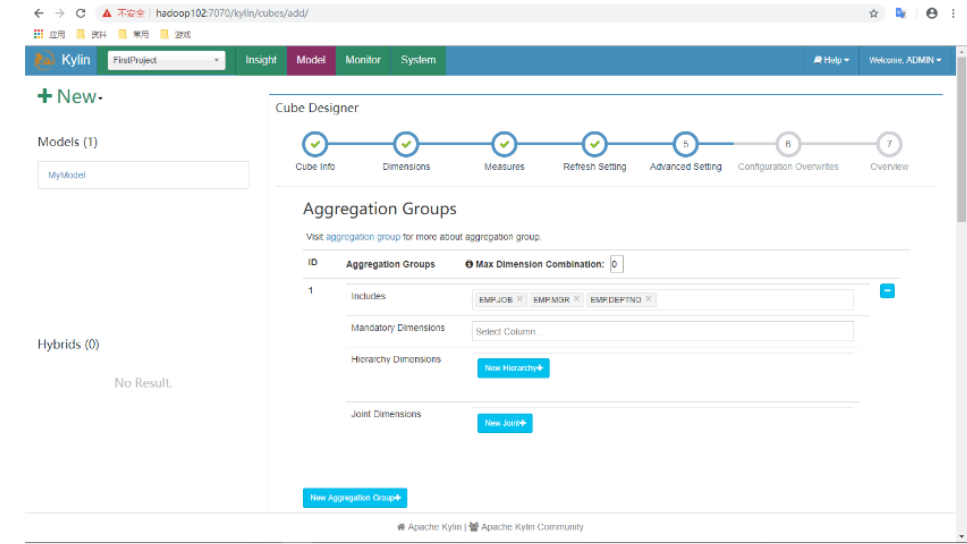 不安全 | hadoop102:7070/kylin/cubes/add/
应用 资料 常用 游戏
Kylin FirstProject Insight Model Monitor System Help Welcome, ADMIN
+ New
Cube Designer
Models (1)
MyModel
5 6 7
Cube Info Dimensions Measures Refresh Setting Advanced Setting Configuration Overwrites Overview
Aggregation Groups
Visit aggregation group for more about aggregation group.
ID Aggregation Groups Max Dimension Combination: 0
1 Includes EMP.JOB × EMP.MGR × EMP.DEPTNO ×
Mandatory Dimensions Select Column...
Hierarchy Dimensions
New Hierarchy+
Joint Dimensions
New Joint+
Hybrids (0)
No Result.
New Aggregation Group+
Apache Kylin | Apache Kylin Community